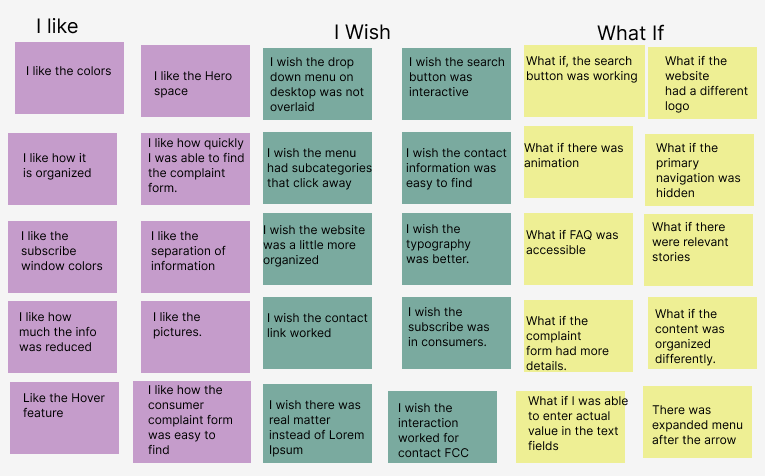 I like
I Wish
What If
I like the colors
I like the Hero
space
I wish the drop
down menu on
desktop was not
overlaid
I wish the search
button was
interactive
What if, the search
button was working
What if the
website
had a different
logo
I like how it
is organized
I like how quickly
I was able to find
the complaint
form.
I wish the menu
had subcategories
that click away
I wish the contact
information was
easy to find
What if there was
animation
What if the
primary
navigation was
hidden
I like the
subscribe
window colors
I like the
separation of
information
I wish the website
was a little more
organized
I wish the
typography
was better.
What if FAQ was
accessible
What if there
were relevant
stories
I like how
much the info
was reduced
I like the
pictures.
I wish the contact
link worked
I wish the
subscribe was
in consumers.
What if the
complaint
form had more
details.
What if the
content was
organized
differently.
Like the Hover
feature
I like how the
consumer
complaint form
was easy to
find
I wish there was
real matter
instead of Lorem
Ipsum
I wish the
interaction
worked for
contact FCC
What if I was able
to enter actual
value in the text
fields
There was
expanded menu
after the arrow